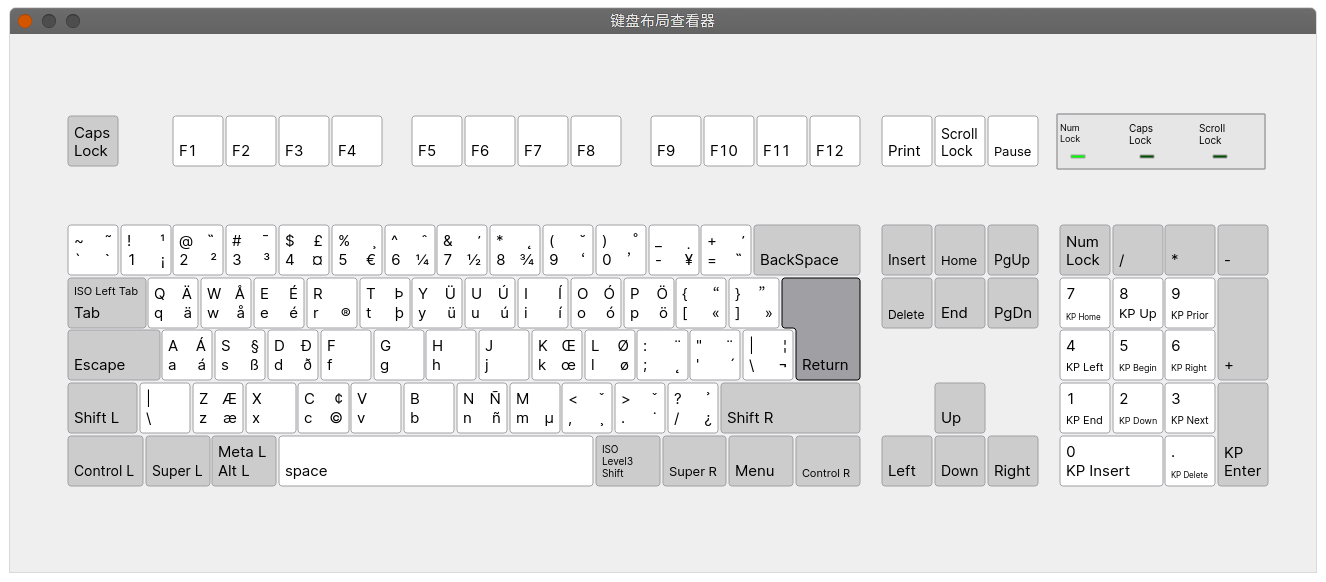 键盘布局查看器
Caps Lock
F1 F2 F3 F4 F5 F6 F7 F8 F9 F10 F11 F12
Print Scroll Lock Pause
Num Lock Caps Lock Scroll Lock
~ ˜ ! ¹ @ ˝ # ¯ $ £ % ¸ ^ ˆ & ʼ * ˛ ( ˘ ) ˚ _ . + ʼ
` ` 1 ¡ 2 ² 3 ³ 4 ¤ 5 € 6 ¼ 7 ½ 8 ¾ 9 ‘ 0 ’ - ¥ = ˝ BackSpace
Insert Home PgUp
Num Lock / * -
ISO Left Tab Q Ä W Å E É R T Þ Y Ü U Ú I Í O Ó P Ö { “ } ”
Tab q ä w å e é r ® t þ y ü u ú i í o ó p ö [ « ] »
Delete End PgDn
7 8 9
KP Home KP Up KP Prior
A Á S § D Ð F G H J K Œ L Ø : ¨ " ¨ | ¦
Escape a á s ß d ð f g h j k œ l ø ; ˛ ' ´ \ ¬ Return
4 5 6 +
KP Left KP Begin KP Right
| Z Æ X C ¢ V B N Ñ M < ˇ > ˇ ? ʾ
Shift L \ z æ x c © v b n ñ m µ , ¸ . ˙ / ¿ Shift R
Up
1 2 3
KP End KP Down KP Next
Control L Super L Meta L Alt L space ISO Level3 Shift Super R Menu Control R
Left Down Right
0 .
KP Insert KP Delete KP Enter